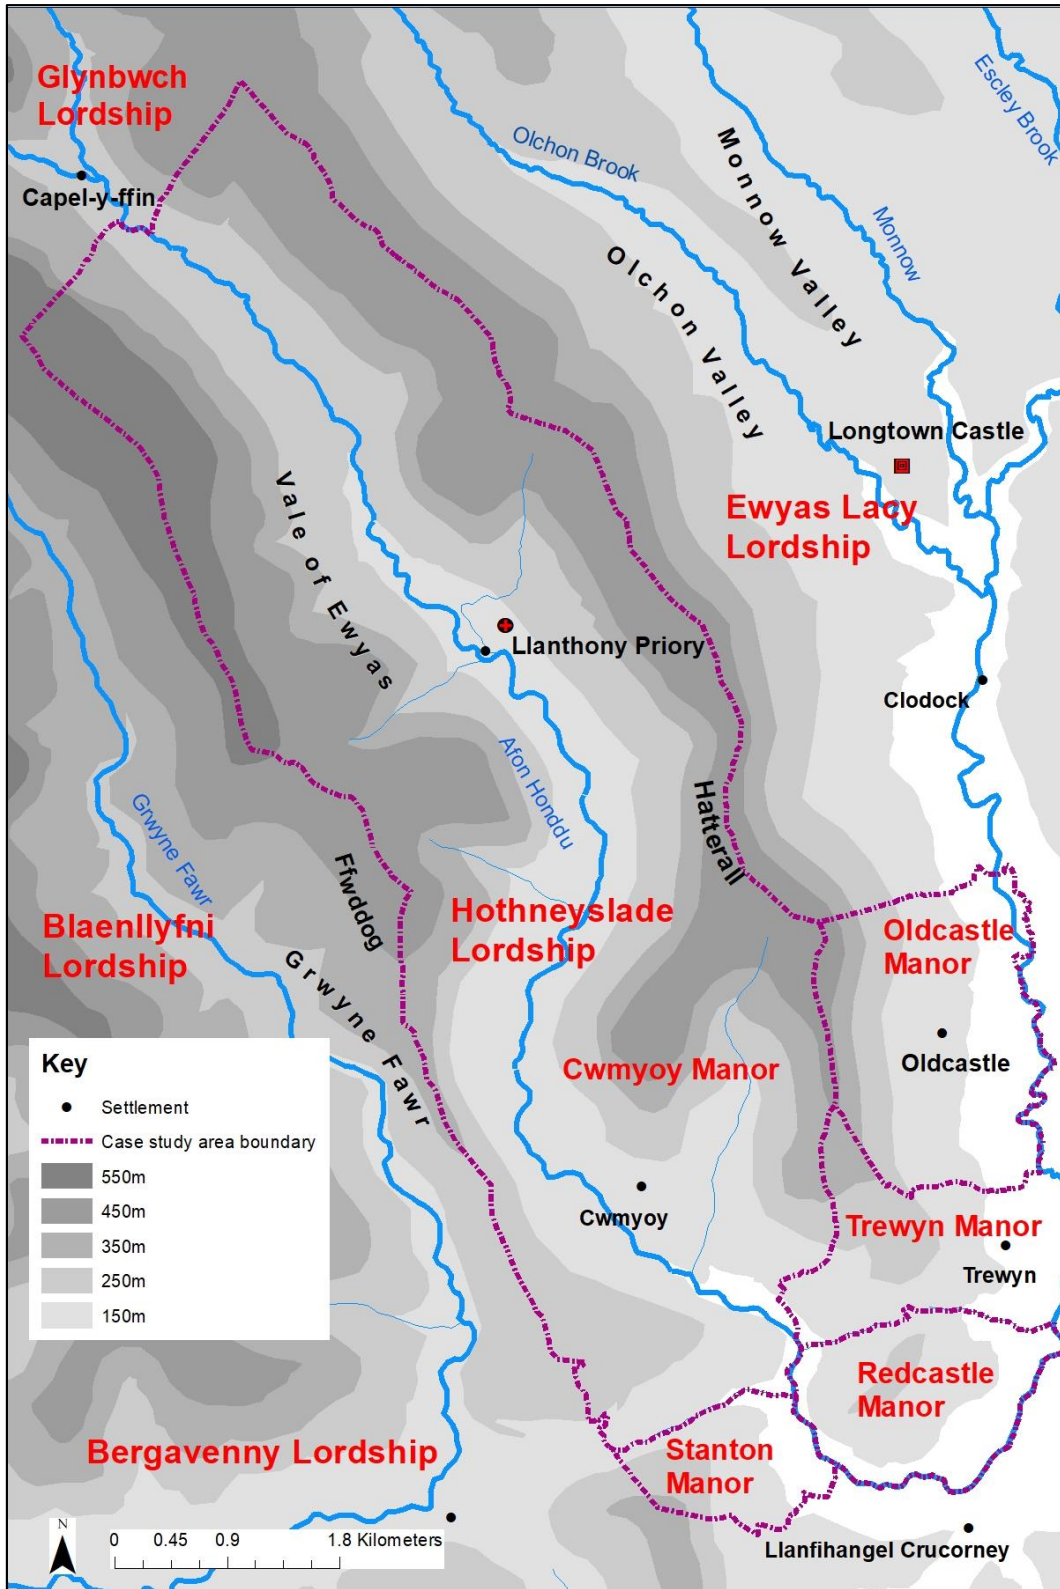 Glynbwch
Lordship
Capel-y-ffin
Olchon Brook
Escley Brook
Monnow Valley
Monnow
Olchon Valley
Longtown Castle
Ewyas Lacy
Lordship
Vale of Ewyas
Llanthony Priory
Clodock
Afon Honddu
Hatterall
Grwyne Fawr
Ffwddog
Blaenllyfni
Lordship
Hothneyslade
Lordship
Oldcastle
Manor
Grwyne Fawr
Oldcastle
Cwmyoy Manor
Key
Settlement
Case study area boundary
550m
450m
350m
250m
150m
Cwmyoy
Trewyn Manor
Trewyn
Redcastle
Manor
Bergavenny Lordship
Stanton
Manor
N
0 0.45 0.9 1.8 Kilometers
Llanfihangel Crucorney